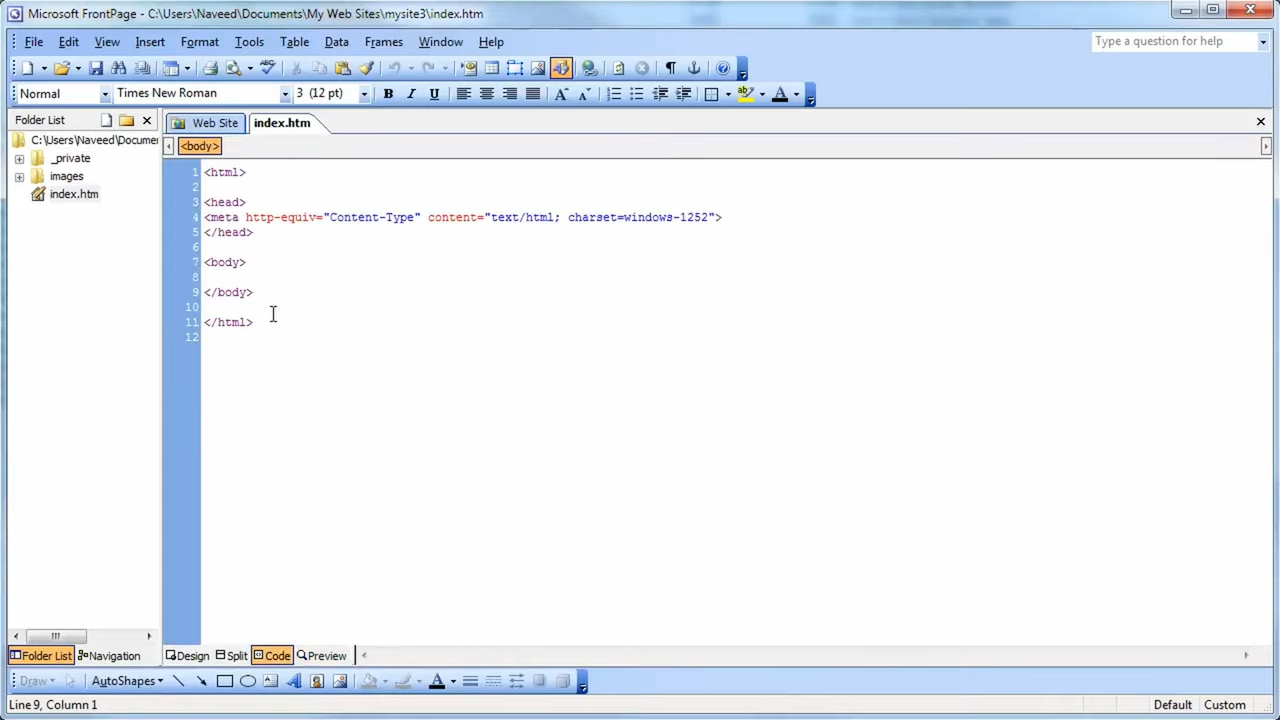 Microsoft FrontPage - C:\Users\Naveed\Documents\My Web Sites\mysite3\index.htm
File Edit View Insert Format Tools Table Data Frames Window Help
Type a question for help
Normal Times New Roman 3 (12 pt) B I U A A A
Folder List
Web Site index.htm
C:\Users\Naveed\Docume
<body>
_private
images
index.htm
1 <html>
2
3 <head>
4 <meta http-equiv="Content-Type" content="text/html; charset=windows-1252">
5 </head>
6
7 <body>
8
9 </body>
10
11 </html>
12
Folder List Navigation Design Split Code Preview
Draw AutoShapes A A
Line 9, Column 1
Default Custom